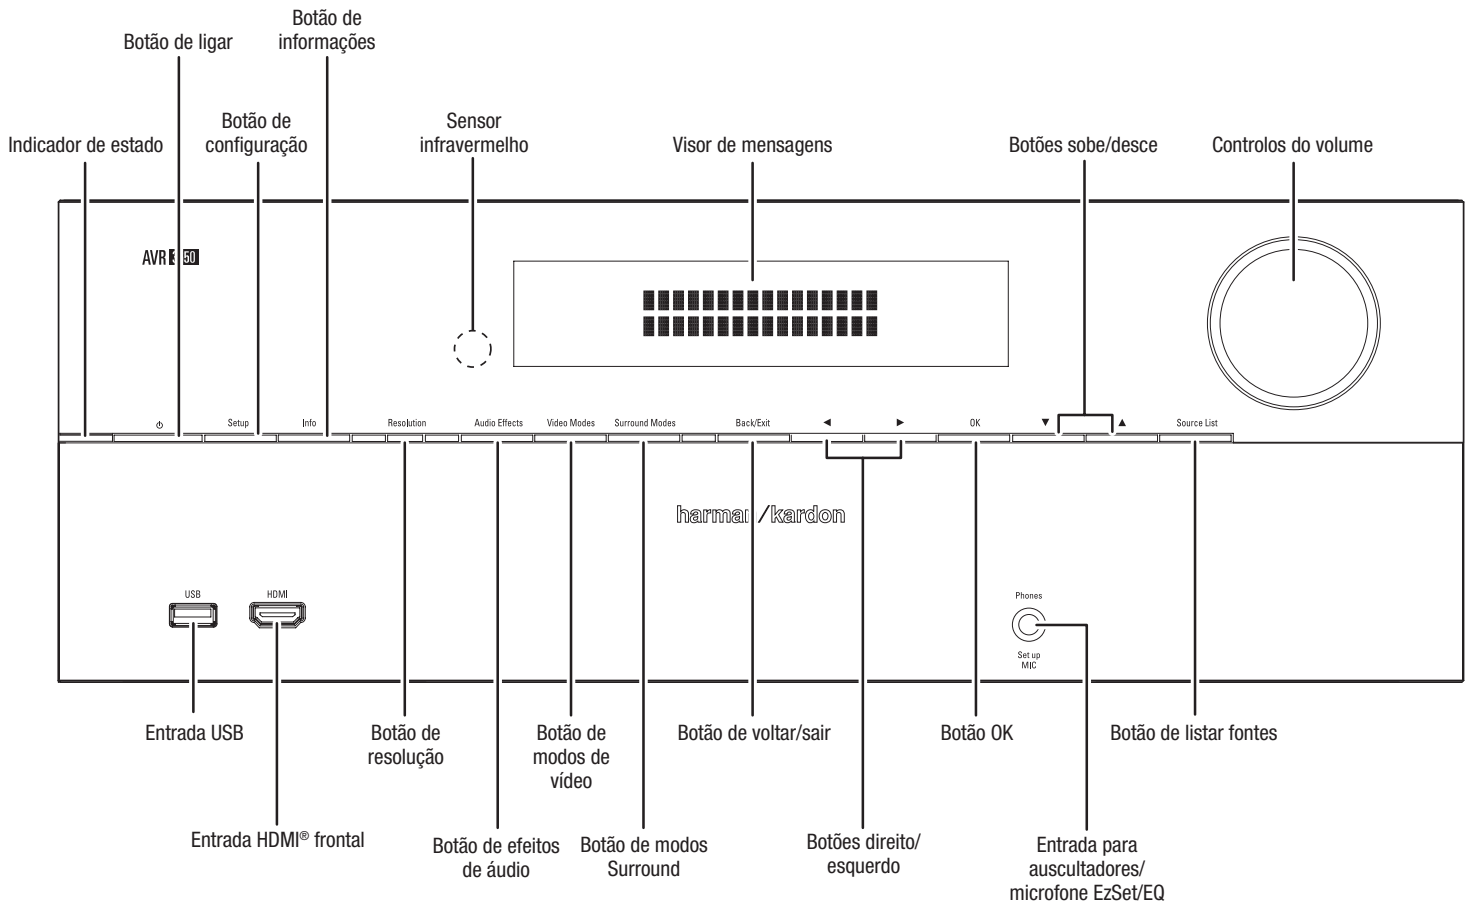 Botão de
informações
Botão de ligar
Botão de
configuração
Sensor
infravermelho
Indicador de estado
Visor de mensagens
Botões sobe/desce
Controlos do volume
AVR
Setup
Info
Resolution
Audio Effects
Video Modes
Surround Modes
Back/Exit
◄
►
OK
▼
▲
Source List
harman/kardon
USB
HDMI
Phones
Set up
MIC
Entrada USB
Botão de
resolução
Botão de
modos de
vídeo
Botão de voltar/sair
Botão OK
Botão de listar fontes
Entrada HDMI® frontal
Botão de efeitos
de áudio
Botão de modos
Surround
Botões direito/
esquerdo
Entrada para
auscultadores/
microfone EzSet/EQ